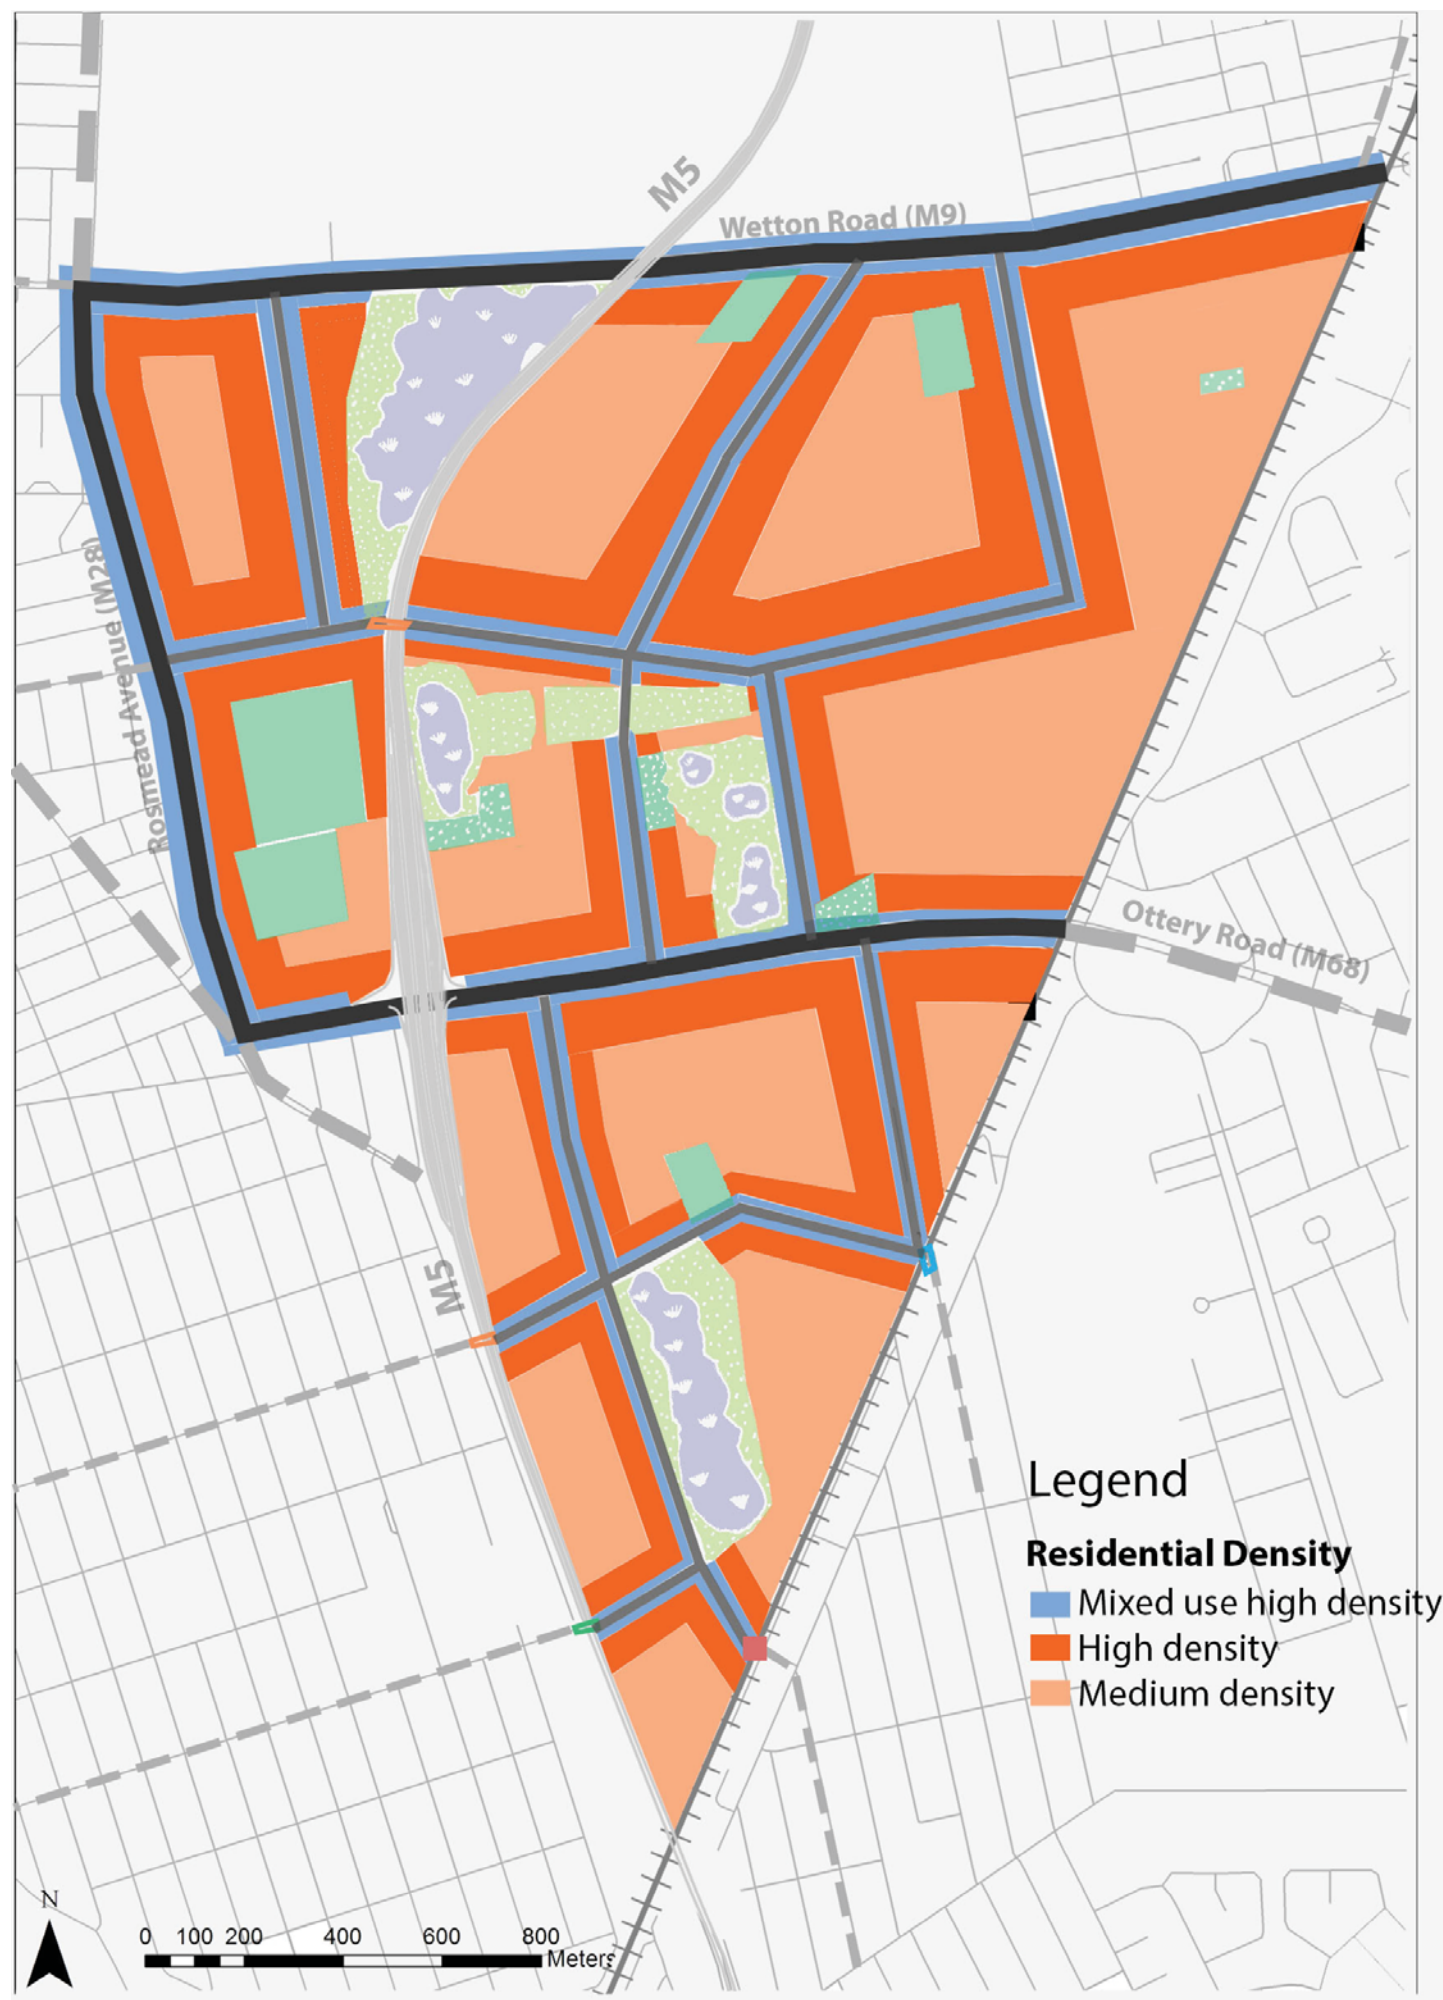 M5
Wetton Road (M9)
Rosmead Avenue (M28)
Ottery Road (M68)
M5
Legend
Residential Density
Mixed use high density
High density
Medium density
N
0 100 200 400 600 800
Meters